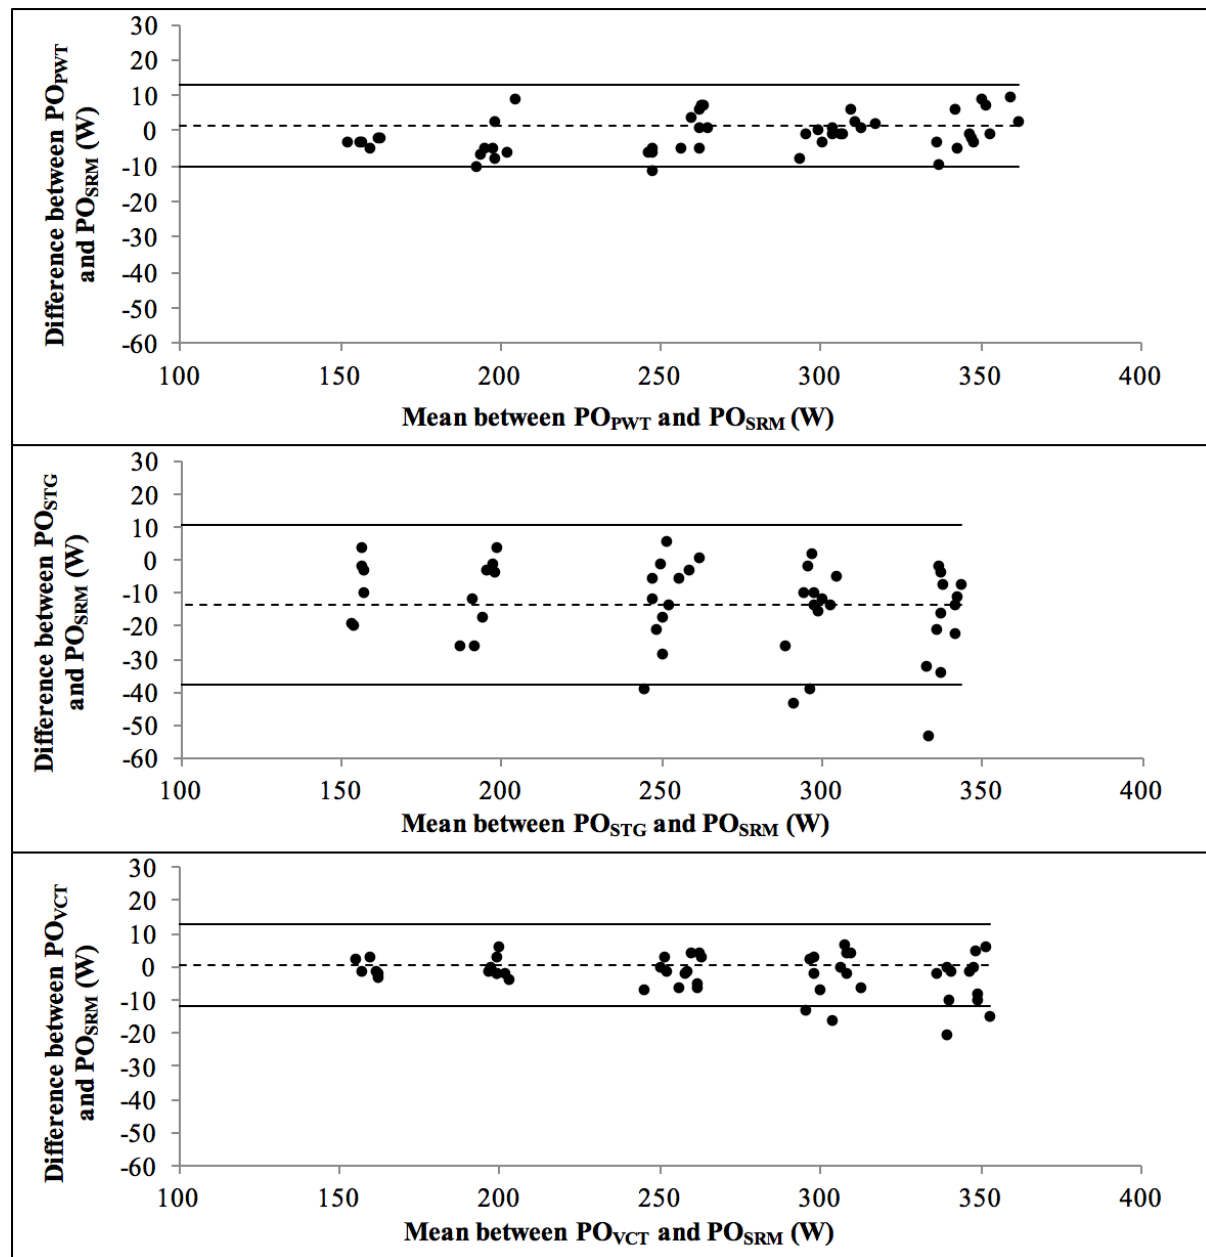 Difference between PO_PWT
and PO_SRM (W)
30
20
10
0
-10
-20
-30
-40
-50
-60
100 150 200 250 300 350 400
Mean between PO_PWT and PO_SRM (W)
Difference between PO_STG
and PO_SRM (W)
30
20
10
0
-10
-20
-30
-40
-50
-60
100 150 200 250 300 350 400
Mean between PO_STG and PO_SRM (W)
Difference between PO_VCT
and PO_SRM (W)
30
20
10
0
-10
-20
-30
-40
-50
-60
100 150 200 250 300 350 400
Mean between PO_VCT and PO_SRM (W)